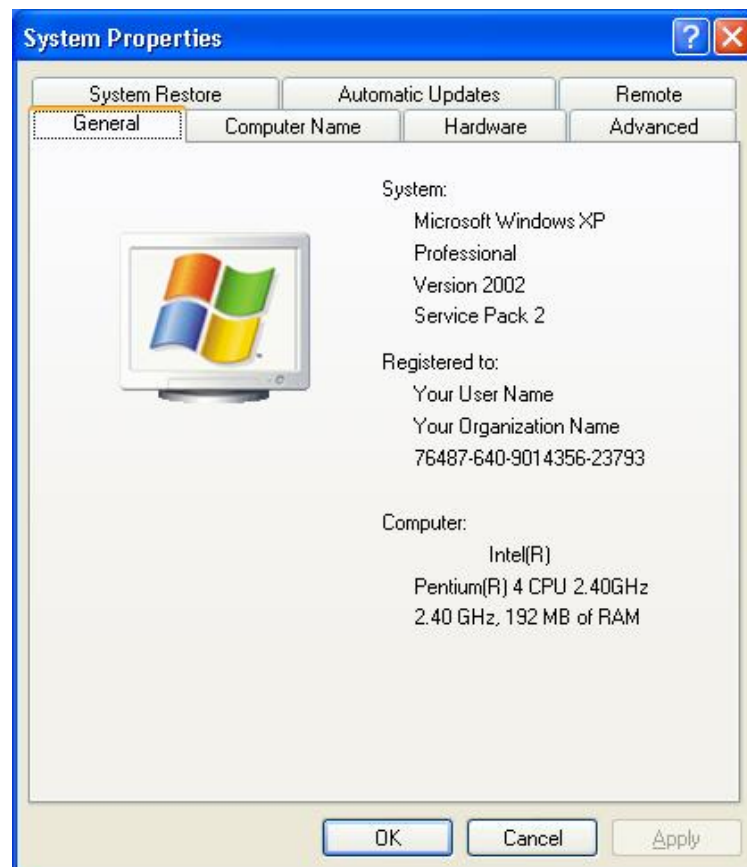 System Properties
System Restore
Automatic Updates
Remote
General
Computer Name
Hardware
Advanced
System:
Microsoft Windows XP
Professional
Version 2002
Service Pack 2
Registered to:
Your User Name
Your Organization Name
76487-640-9014356-23793
Computer:
Intel(R)
Pentium(R) 4 CPU 2.40GHz
2.40 GHz, 192 MB of RAM
OK
Cancel
Apply